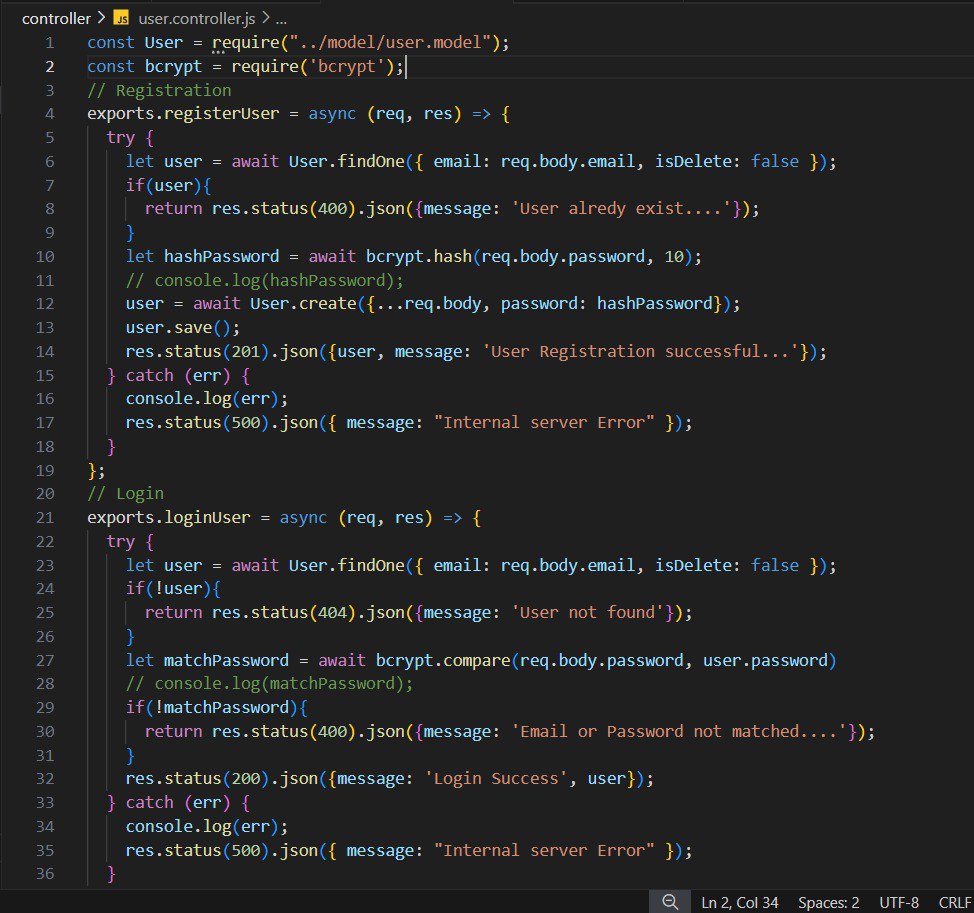 controller > JS user.controller.js > ...
1 const User = require("../model/user.model");
2 const bcrypt = require('bcrypt');
3 // Registration
4 exports.registerUser = async (req, res) => {
5   try {
6     let user = await User.findOne({ email: req.body.email, isDelete: false });
7     if(user){
8       return res.status(400).json({message: 'User alredy exist....'});
9     }
10     let hashPassword = await bcrypt.hash(req.body.password, 10);
11     // console.log(hashPassword);
12     user = await User.create({...req.body, password: hashPassword});
13     user.save();
14     res.status(201).json({user, message: 'User Registration successful...'});
15   } catch (err) {
16     console.log(err);
17     res.status(500).json({ message: "Internal server Error" });
18   }
19 };
20 // Login
21 exports.loginUser = async (req, res) => {
22   try {
23     let user = await User.findOne({ email: req.body.email, isDelete: false });
24     if(!user){
25       return res.status(404).json({message: 'User not found'});
26     }
27     let matchPassword = await bcrypt.compare(req.body.password, user.password)
28     // console.log(matchPassword);
29     if(!matchPassword){
30       return res.status(400).json({message: 'Email or Password not matched....'});
31     }
32     res.status(200).json({message: 'Login Success', user});
33   } catch (err) {
34     console.log(err);
35     res.status(500).json({ message: "Internal server Error" });
36   }
Ln 2, Col 34 Spaces: 2 UTF-8 CRLF